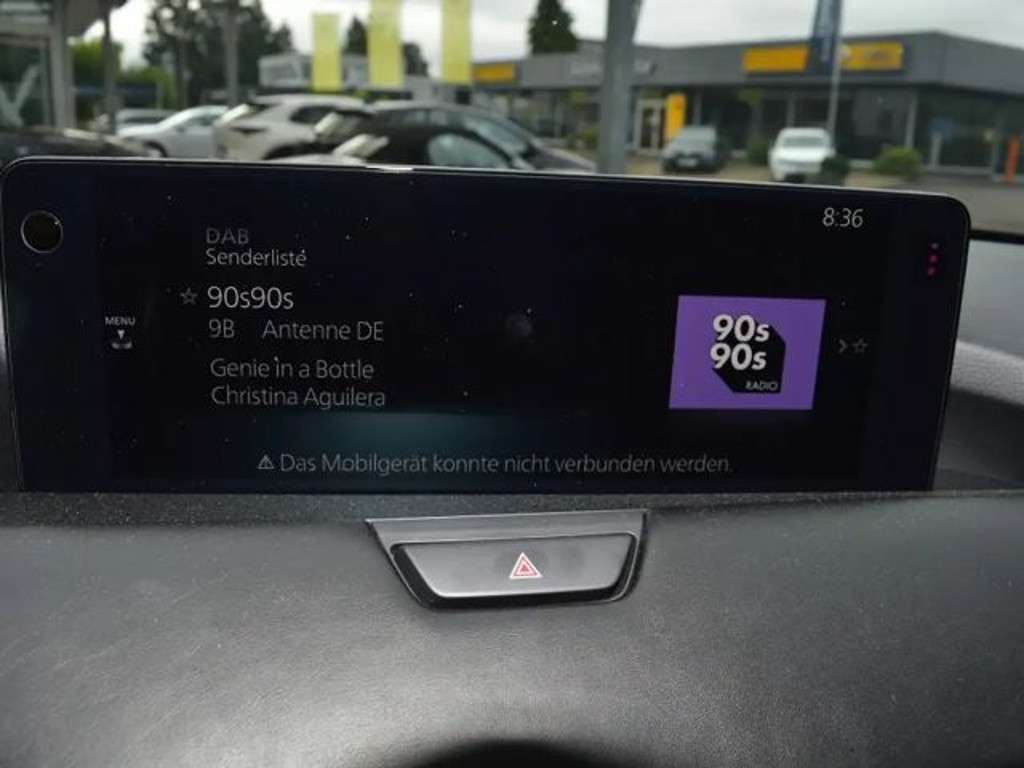 8:36
DAB
Senderliste
90s90s
9B Antenne DE
MENU
Genie in a Bottle
Christina Aguilera
90s
90s
RADIO
Das Mobilgerät konnte nicht verbunden werden.